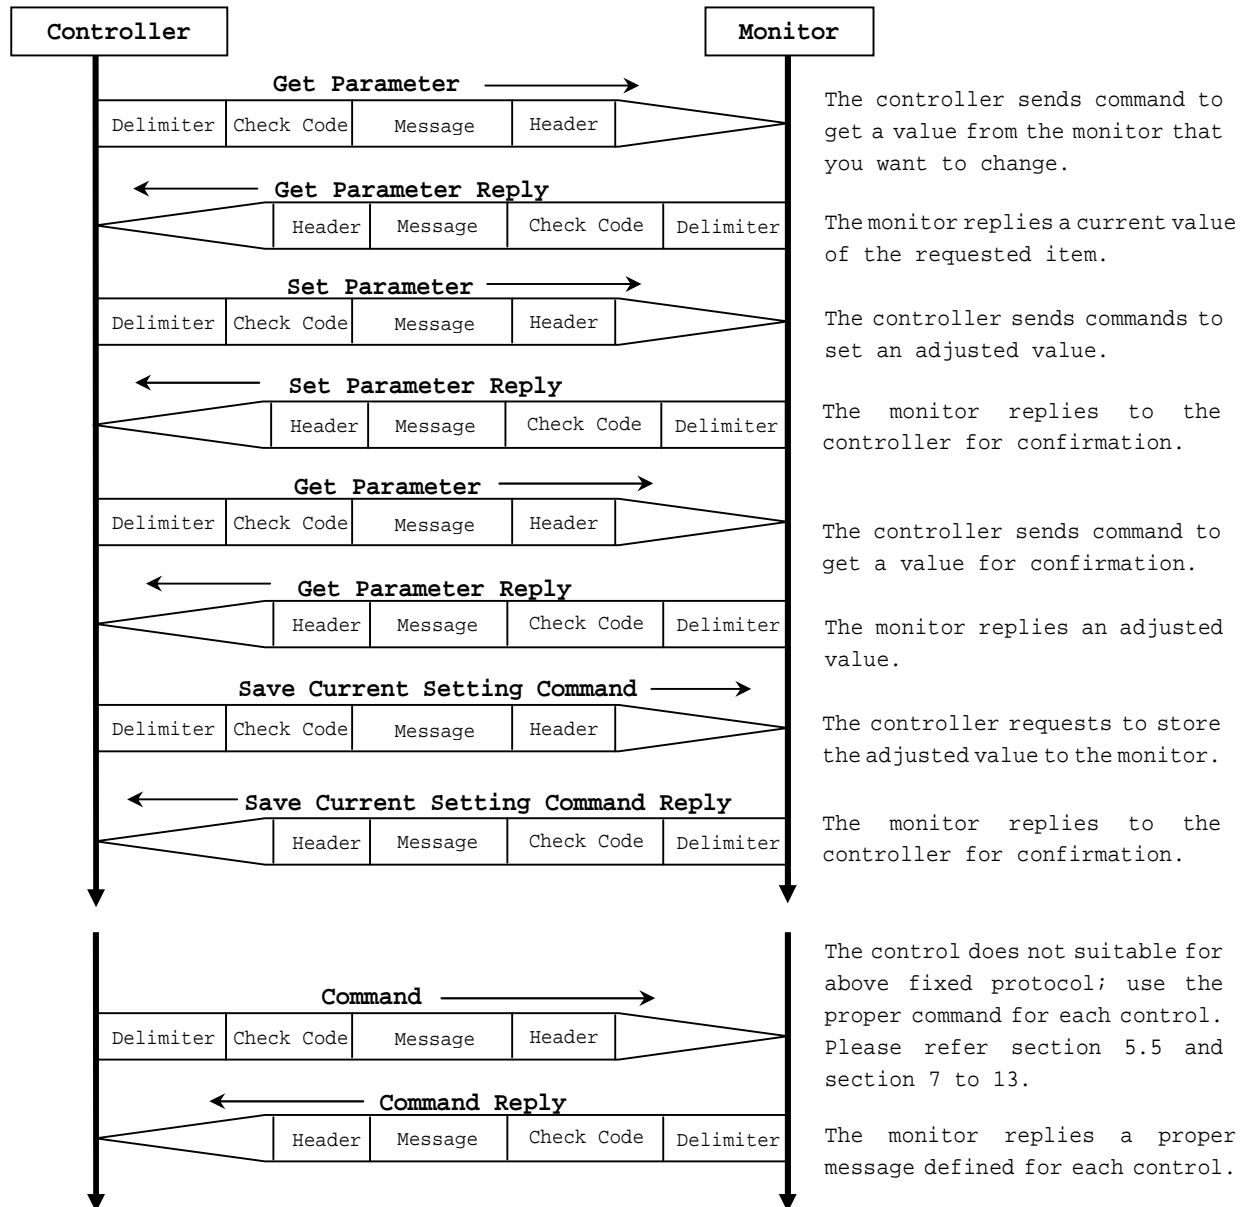 Controller
Monitor
Get Parameter
Delimiter Check Code Message Header
The controller sends command to
get a value from the monitor that
you want to change.
Get Parameter Reply
Header Message Check Code Delimiter
The monitor replies a current value
of the requested item.
Set Parameter
Delimiter Check Code Message Header
The controller sends commands to
set an adjusted value.
Set Parameter Reply
Header Message Check Code Delimiter
The monitor replies to the
controller for confirmation.
Get Parameter
Delimiter Check Code Message Header
The controller sends command to
get a value for confirmation.
Get Parameter Reply
Header Message Check Code Delimiter
The monitor replies an adjusted
value.
Save Current Setting Command
Delimiter Check Code Message Header
The controller requests to store
the adjusted value to the monitor.
Save Current Setting Command Reply
Header Message Check Code Delimiter
The monitor replies to the
controller for confirmation.
Command
Delimiter Check Code Message Header
The control does not suitable for
above fixed protocol; use the
proper command for each control.
Please refer section 5.5 and
section 7 to 13.
Command Reply
Header Message Check Code Delimiter
The monitor replies a proper
message defined for each control.